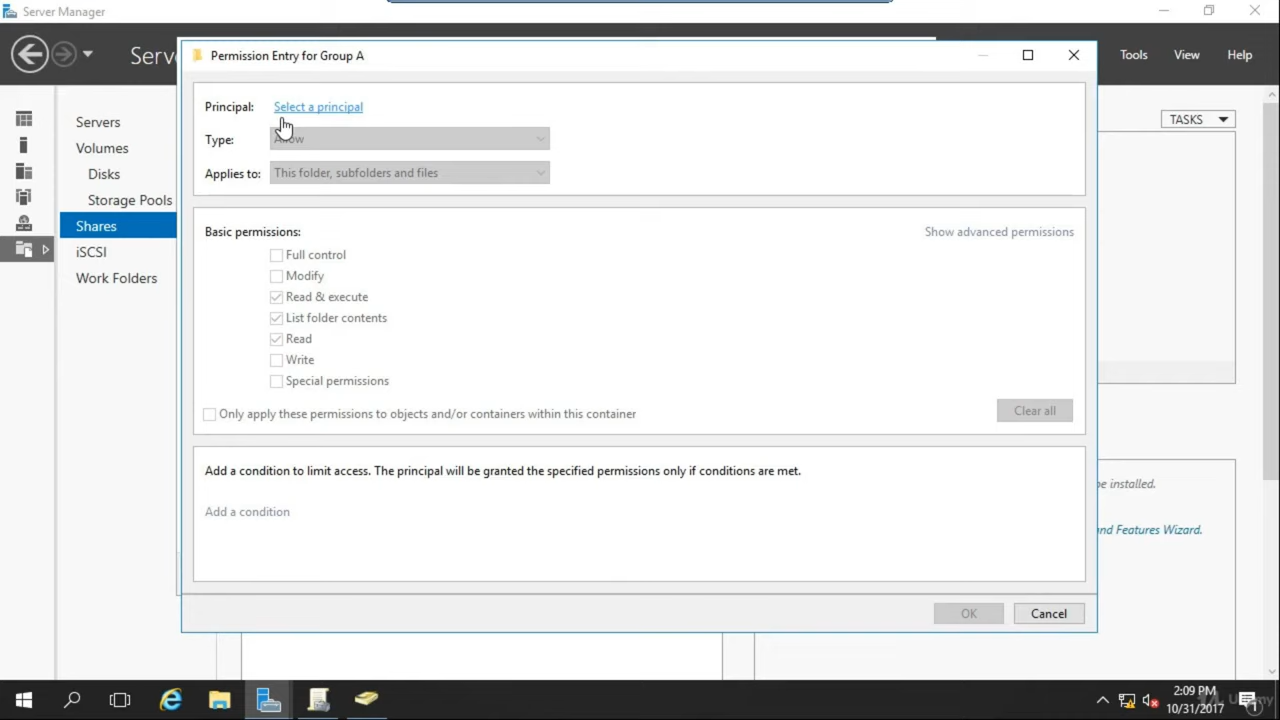 Server Manager
Serv
Tools
View
Help
Permission Entry for Group A
Principal:
Select a principal
Type:
Allow
Applies to:
This folder, subfolders and files
TASKS
Servers
Volumes
Disks
Storage Pools
Shares
iSCSI
Work Folders
Basic permissions:
Show advanced permissions
Full control
Modify
Read & execute
List folder contents
Read
Write
Special permissions
Only apply these permissions to objects and/or containers within this container
Clear all
Add a condition to limit access. The principal will be granted the specified permissions only if conditions are met.
be installed.
Add a condition
and Features Wizard.
OK
Cancel
2:09 PM
10/31/2017
Udemy
1